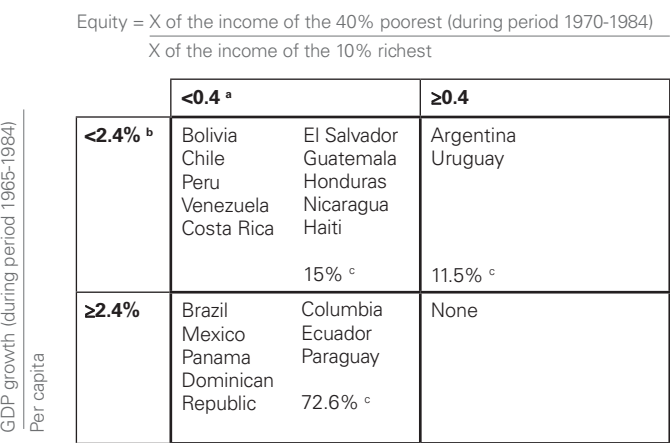 Equity = X of the income of the 40% poorest (during period 1970-1984)
X of the income of the 10% richest
<0.4 a
≥0.4
GDP growth (during period 1965-1984)
Per capita
<2.4% b
Bolivia
Chile
Peru
Venezuela
Costa Rica
El Salvador
Guatemala
Honduras
Nicaragua
Haiti
15% c
Argentina
Uruguay
11.5% c
≥2.4%
Brazil
Mexico
Panama
Dominican
Republic
Columbia
Ecuador
Paraguay
72.6% c
None